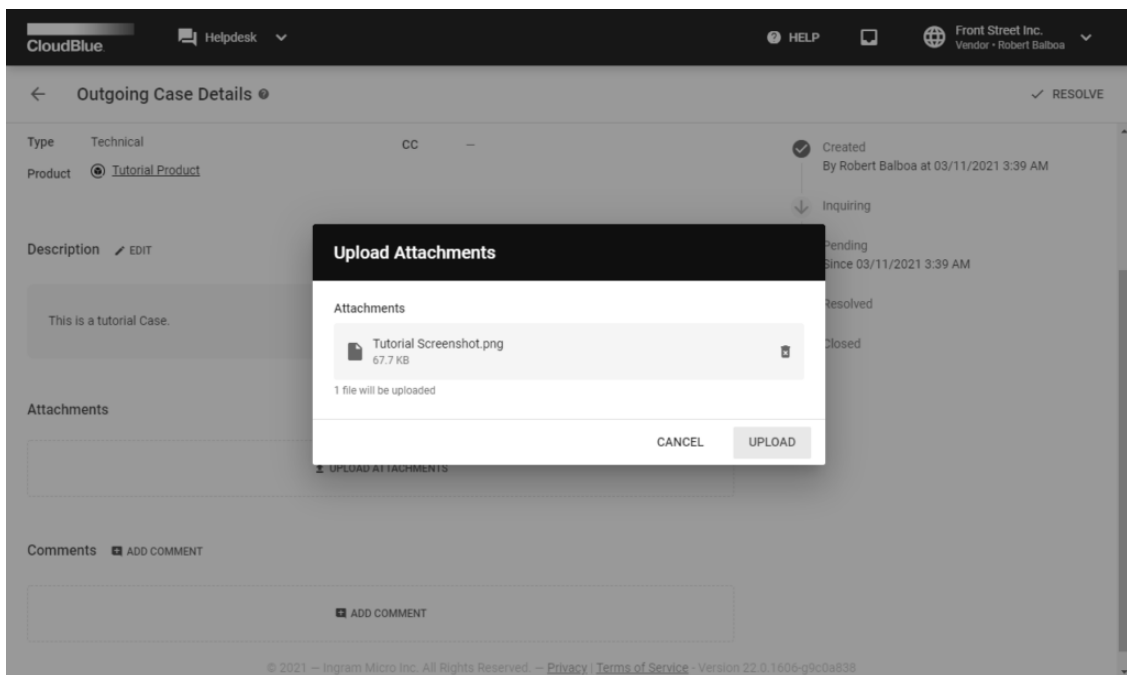 CloudBlue
Helpdesk
HELP
Front Street Inc.
Vendor • Robert Balboa
Outgoing Case Details
RESOLVE
Type Technical
CC —
Product Tutorial Product
Created
By Robert Balboa at 03/11/2021 3:39 AM
Inquiring
Pending
Since 03/11/2021 3:39 AM
Resolved
Closed
Description EDIT
This is a tutorial Case.
Upload Attachments
Attachments
Tutorial Screenshot.png
67.7 KB
1 file will be uploaded
CANCEL UPLOAD
Attachments
UPLOAD ATTACHMENTS
Comments ADD COMMENT
ADD COMMENT
© 2021 — Ingram Micro Inc. All Rights Reserved. — Privacy | Terms of Service - Version 22.0.1606-g9c0a838